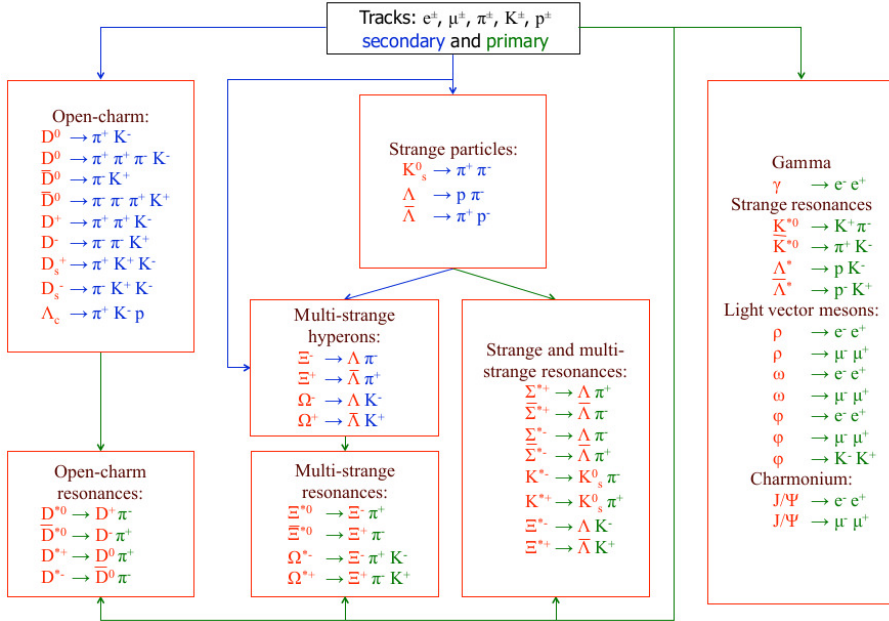 Tracks: e±, μ±, π±, K±, p±
secondary and primary
Open-charm:
D⁰ → π⁺ K⁻
D⁰ → π⁺ π⁺ π⁻ K⁻
D̅⁰ → π⁻ K⁺
D̅⁰ → π⁻ π⁻ π⁺ K⁺
D⁺ → π⁺ π⁺ K⁻
D⁻ → π⁻ π⁻ K⁺
Dₛ⁺ → π⁺ K⁺ K⁻
Dₛ⁻ → π⁻ K⁺ K⁻
Λ_c → π⁺ K⁻ p
Strange particles:
K⁰ₛ → π⁺ π⁻
Λ → p π⁻
Λ̅ → π⁺ p⁻
Multi-strange
hyperons:
Ξ⁻ → Λ π⁻
Ξ⁺ → Λ̅ π⁺
Ω⁻ → Λ K⁻
Ω⁺ → Λ̅ K⁺
Strange and multi-
strange resonances:
Σ*⁺ → Λ π⁺
Σ̅*⁺ → Λ̅ π⁻
Σ*⁻ → Λ π⁻
Σ̅*⁻ → Λ̅ π⁺
K*⁻ → K⁰ₛ π⁻
K*⁺ → K⁰ₛ π⁺
Ξ*⁻ → Λ K⁻
Ξ*⁺ → Λ̅ K⁺
Open-charm
resonances:
D*⁰ → D⁺ π⁻
D̅*⁰ → D⁻ π⁺
D*⁺ → D⁰ π⁺
D*⁻ → D̅⁰ π⁻
Multi-strange
resonances:
Ξ*⁰ → Ξ⁻ π⁺
Ξ̅*⁰ → Ξ⁺ π⁻
Ω*⁻ → Ξ⁻ π⁺ K⁻
Ω*⁺ → Ξ⁺ π⁻ K⁺
Gamma
γ → e⁻ e⁺
Strange resonances
K*⁰ → K⁺ π⁻
K̅*⁰ → π⁺ K⁻
Λ* → p K⁻
Λ̅* → p⁻ K⁺
Light vector mesons:
ρ → e⁻ e⁺
ρ → μ⁻ μ⁺
ω → e⁻ e⁺
ω → μ⁻ μ⁺
φ → e⁻ e⁺
φ → μ⁻ μ⁺
φ → K⁻ K⁺
Charmonium:
J/Ψ → e⁻ e⁺
J/Ψ → μ⁻ μ⁺